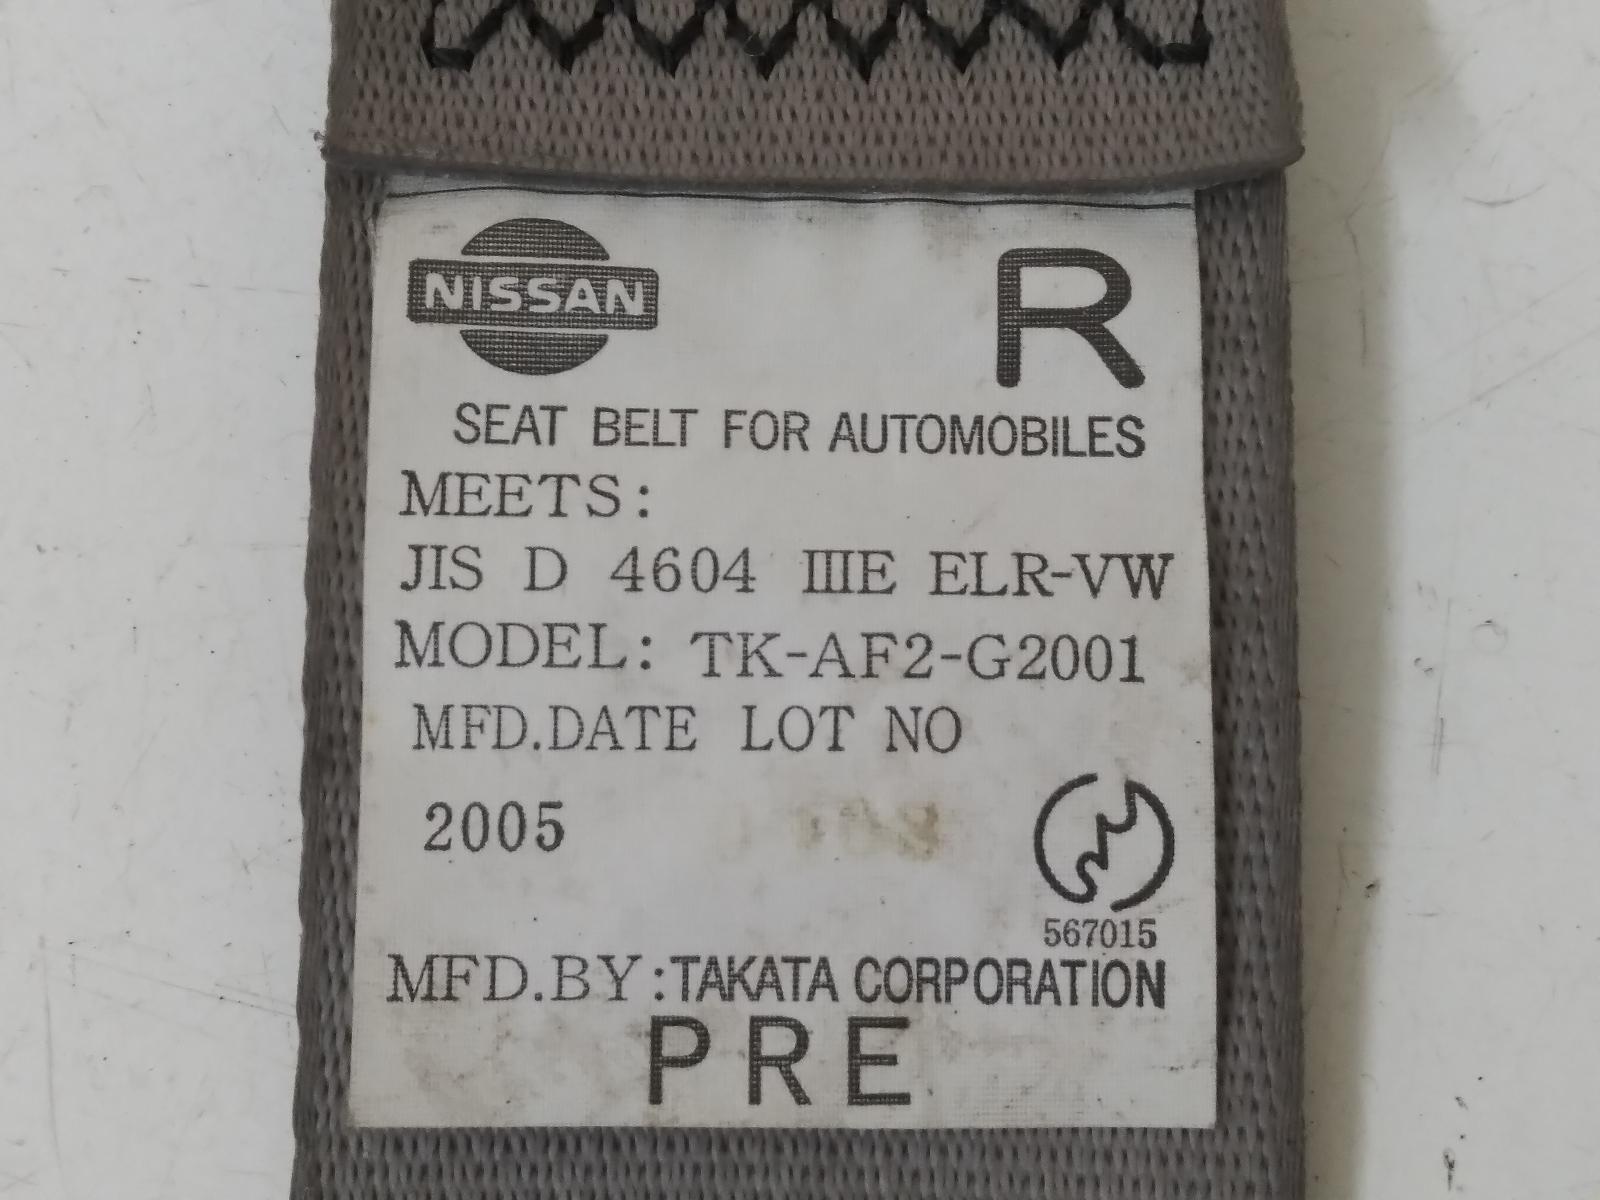 NISSAN
R
SEAT BELT FOR AUTOMOBILES
MEETS:
JIS D 4604 IIIE ELR-VW
MODEL: TK-AF2-G2001
MFD.DATE LOT NO
2005
567015
MFD.BY:TAKATA CORPORATION
PRE